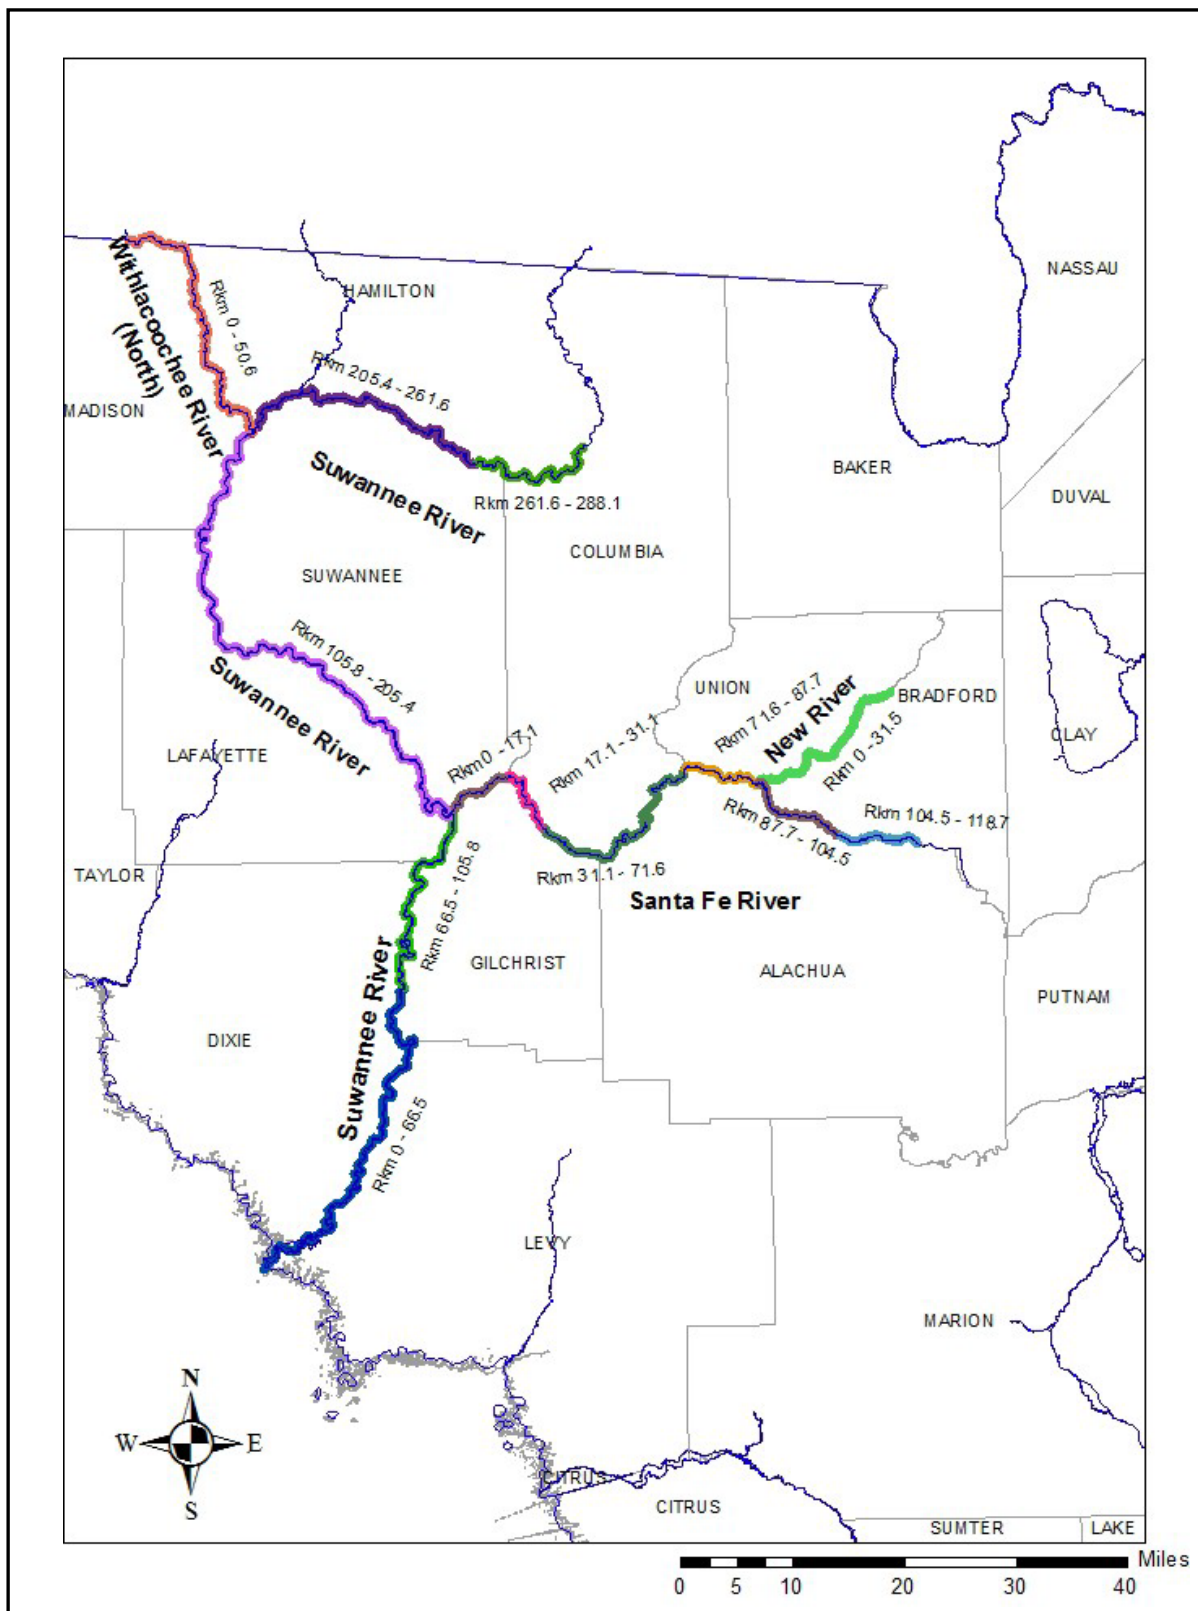 NASSAU
HAMILTON
Withlacoochee River
(North)
Rkm 0 - 50.6
Rkm 205.4 - 261.6
MADISON
Suwannee River
Rkm 261.6 - 288.1
BAKER
DUVAL
COLUMBIA
SUWANNEE
Rkm 105.8 - 205.4
Suwannee River
UNION
Rkm 71.6 - 87.7
New River
BRADFORD
Rkm 0 - 31.5
CLAY
LAFAYETTE
Rkm 0 - 17.1
Rkm 17.1 - 31.1
Rkm 87.7 - 104.5
Rkm 104.5 - 118.7
TAYLOR
Rkm 66.5 - 105.8
Rkm 31.1 - 71.6
Santa Fe River
GILCHRIST
ALACHUA
PUTNAM
DIXIE
Suwannee River
Rkm 0 - 66.5
LEVY
MARION
N
W
E
S
CITRUS
CITRUS
SUMTER
LAKE
Miles
0 5 10 20 30 40